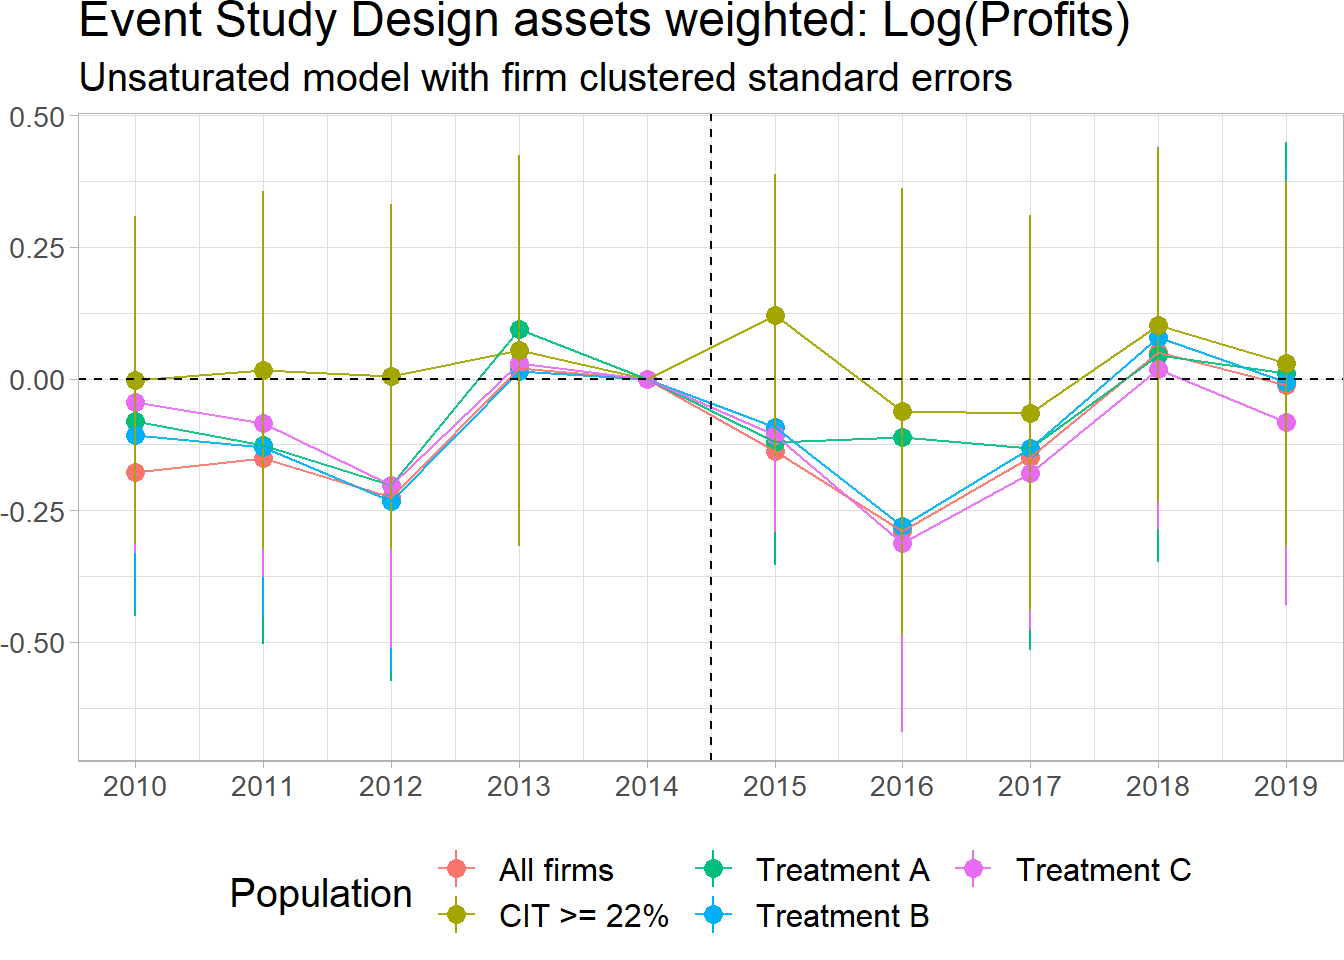 Event Study Design assets weighted: Log(Profits)
Unsaturated model with firm clustered standard errors
0.50
0.25
0.00
-0.25
-0.50
2010 2011 2012 2013 2014 2015 2016 2017 2018 2019
Population
All firms Treatment A Treatment C
CIT >= 22% Treatment B